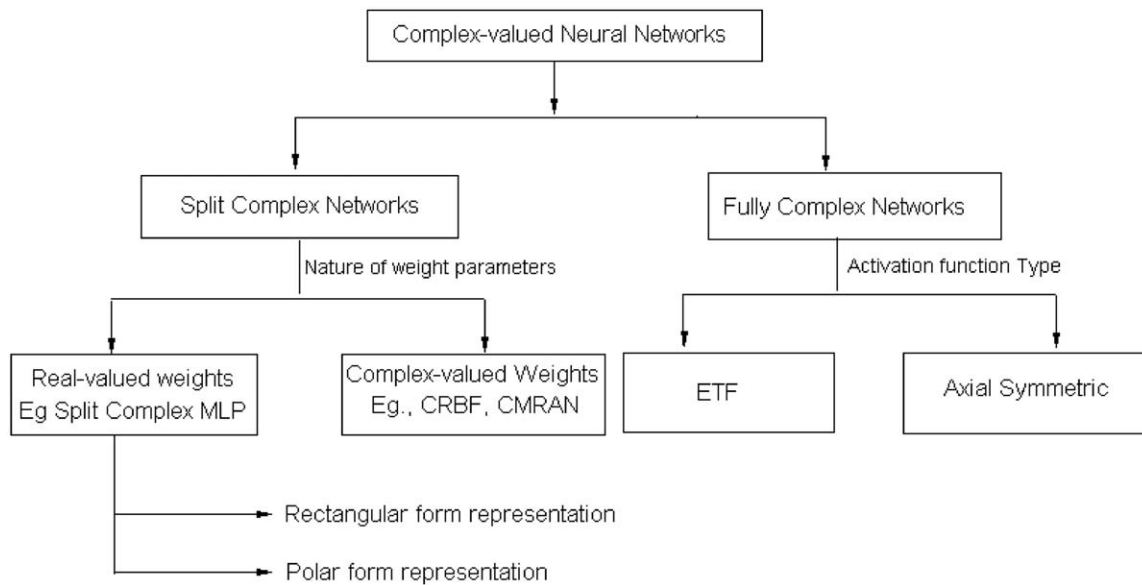 Complex-valued Neural Networks
Split Complex Networks
Fully Complex Networks
Nature of weight parameters
Activation function Type
Real-valued weights
Eg Split Complex MLP
Complex-valued Weights
Eg., CRBF, CMRAN
ETF
Axial Symmetric
Rectangular form representation
Polar form representation